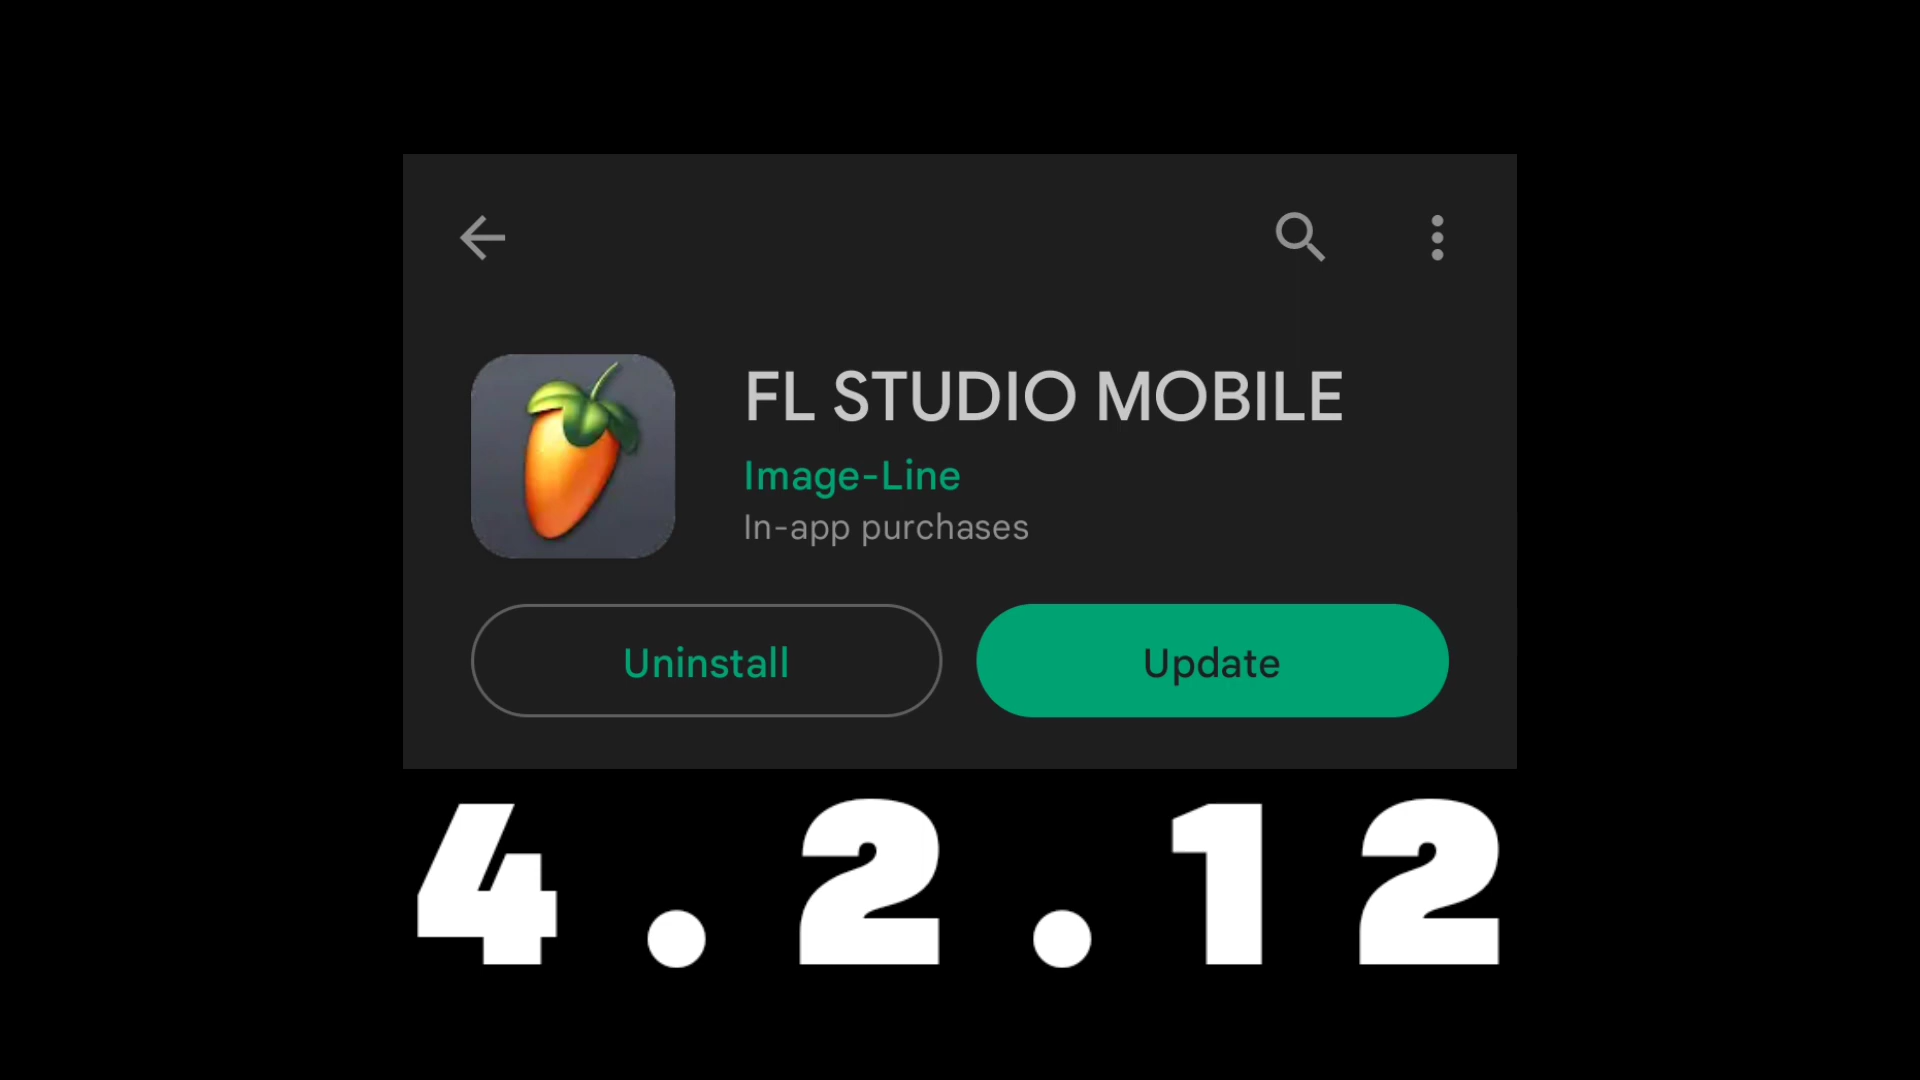 FL STUDIO MOBILE
Image-Line
In-app purchases
Uninstall
Update
4.2.12